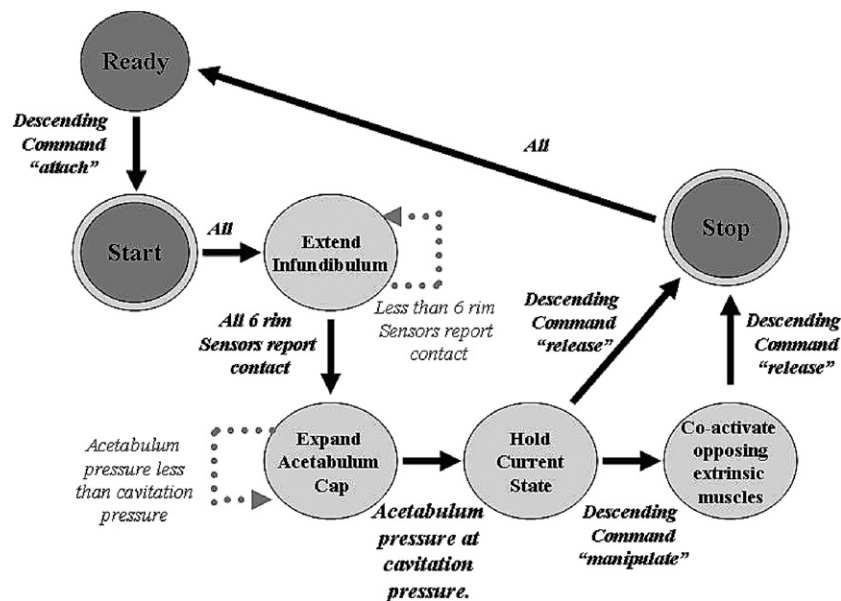 Ready
Descending
Command
“attach”
All
Start
All
Extend
Infundibulum
Stop
All 6 rim
Sensors report
contact
Less than 6 rim
Sensors report
contact
Descending
Command
“release”
Descending
Command
“release”
Acetabulum
pressure less
than cavitation
pressure
Expand
Acetabulum
Cap
Hold
Current
State
Co-activate
opposing
extrinsic
muscles
Acetabulum
pressure at
cavitation
pressure.
Descending
Command
“manipulate”